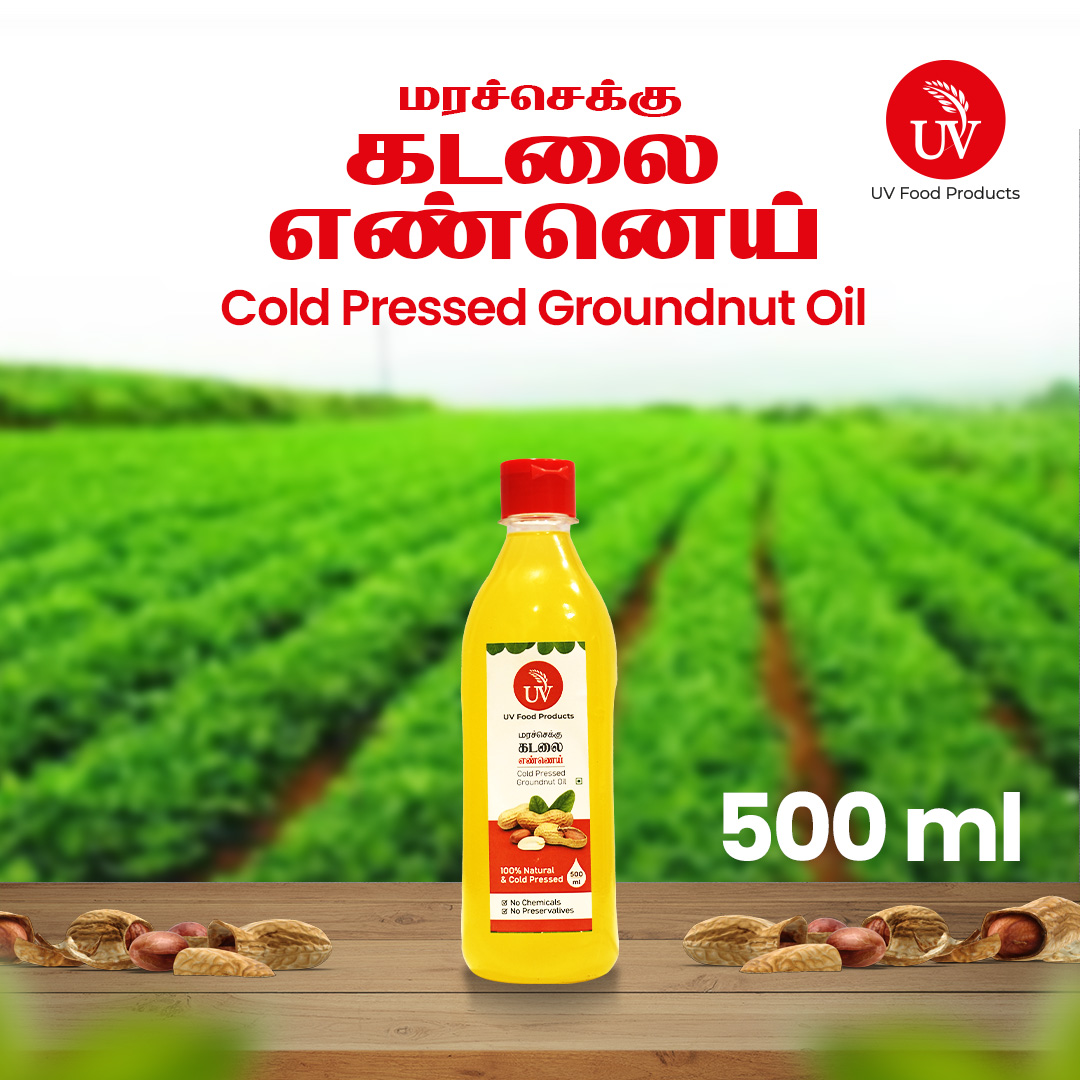 மரச்செக்கு
கடலை
எண்ணெய்
Cold Pressed Groundnut Oil
UV
UV Food Products
UV
UV Food Products
மரச்செக்கு
கடலை
எண்ணெய்
Cold Pressed
Groundnut Oil
100% Natural
& Cold Pressed
500
ml
No Chemicals
No Preservatives
500 ml